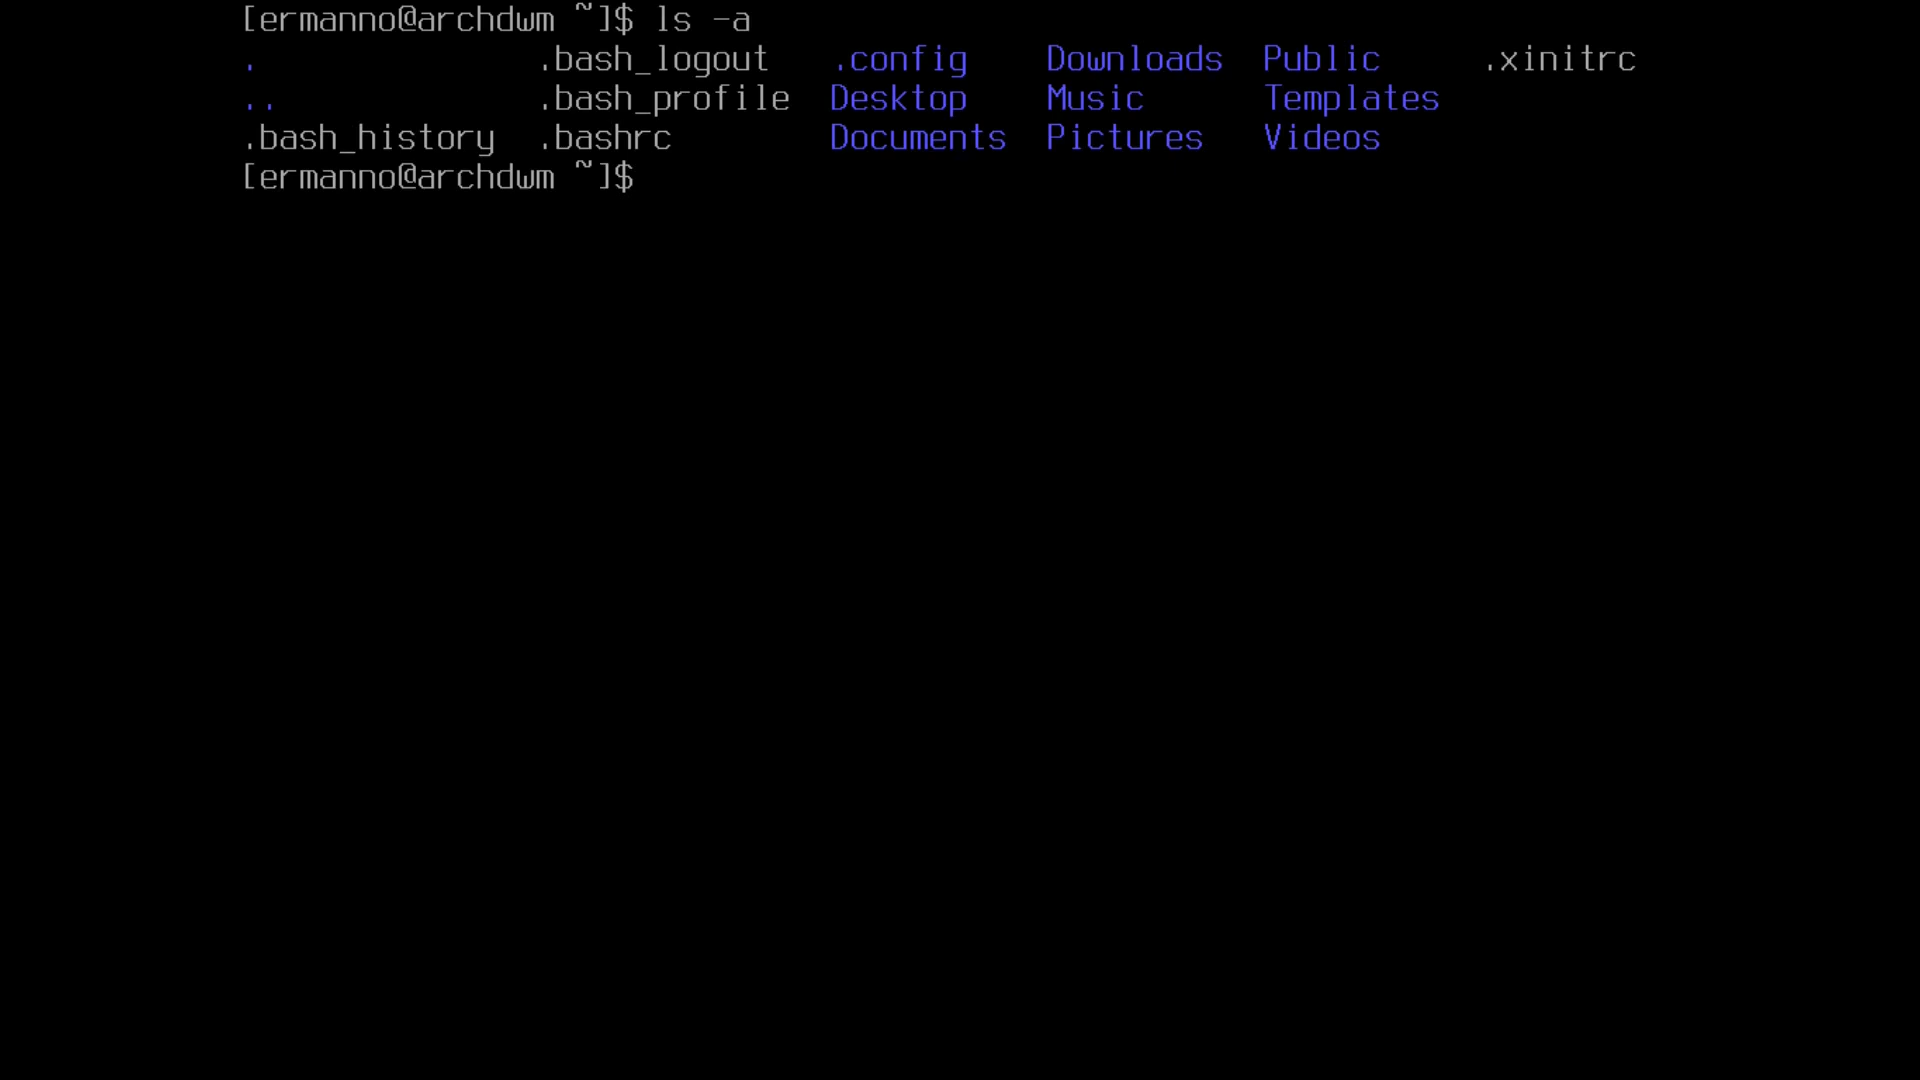 [ermanno@archdwm ~]$ ls -a
. .bash_logout .config Downloads Public .xinitrc
.. .bash_profile Desktop Music Templates
.bash_history .bashrc Documents Pictures Videos
[ermanno@archdwm ~]$